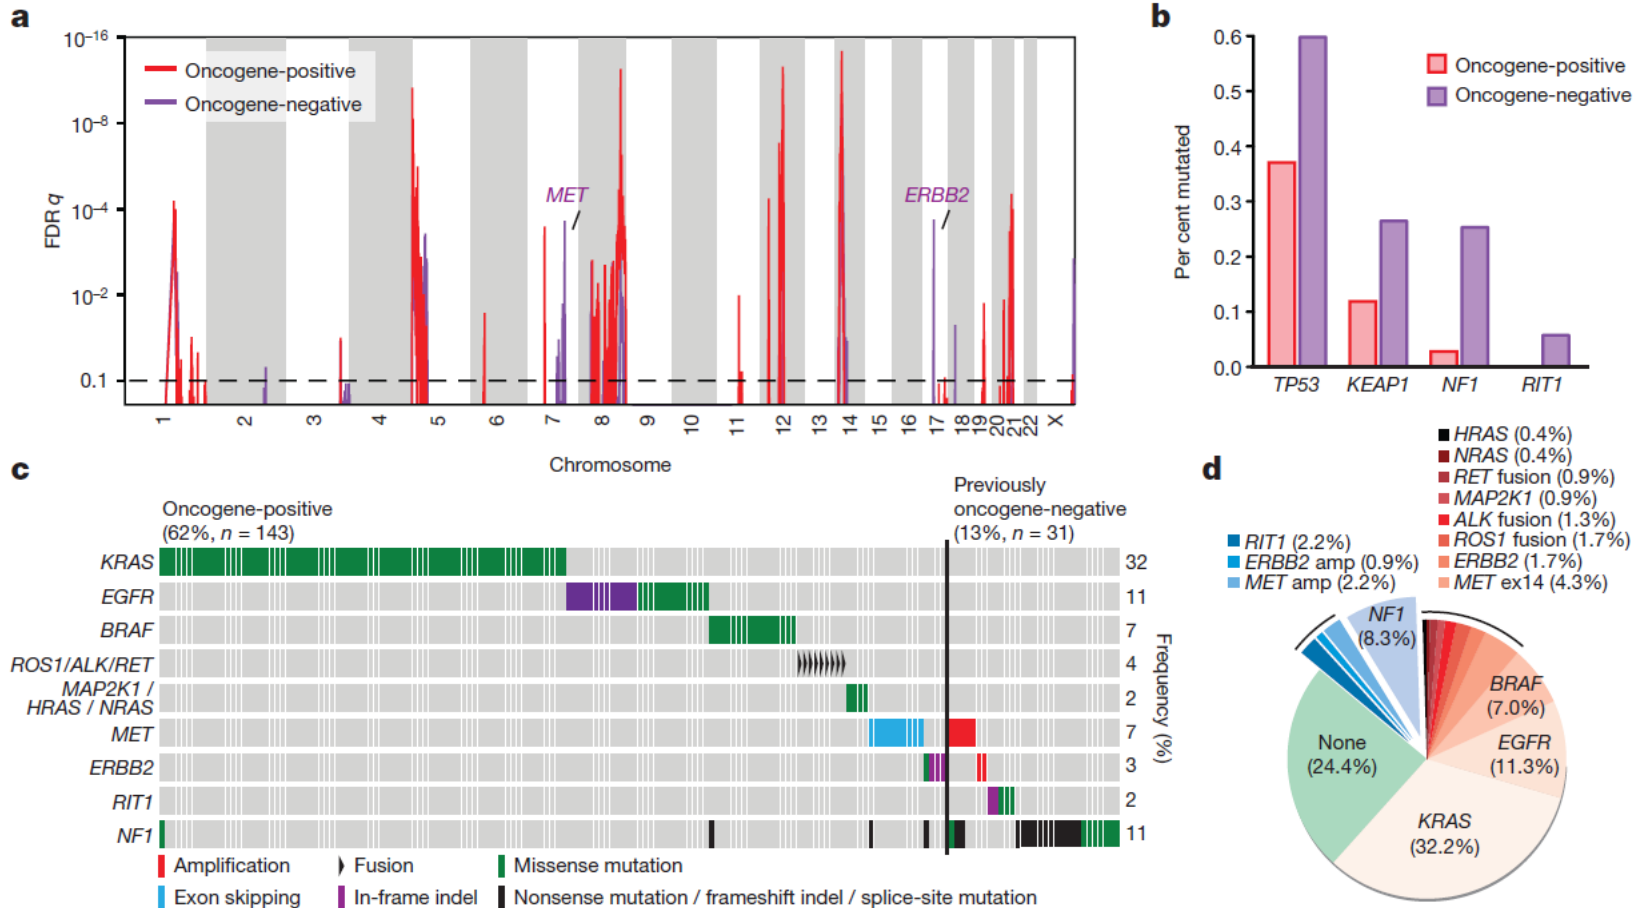 a
10⁻¹⁶
10⁻⁸
10⁻⁴
10⁻²
0.1
FDR q
Oncogene-positive
Oncogene-negative
MET
ERBB2
1 2 3 4 5 6 7 8 9 10 11 12 13 14 15 16 17 18 19 20 21 22 X
Chromosome
b
0.6
0.5
0.4
0.3
0.2
0.1
0.0
Per cent mutated
Oncogene-positive
Oncogene-negative
TP53 KEAP1 NF1 RIT1
c
Oncogene-positive
(62%, n = 143)
Previously
oncogene-negative
(13%, n = 31)
KRAS 32
EGFR 11
BRAF 7
ROS1/ALK/RET 4
MAP2K1 /
HRAS / NRAS 2
MET 7
ERBB2 3
RIT1 2
NF1 11
Frequency (%)
Amplification
Fusion
Missense mutation
Exon skipping
In-frame indel
Nonsense mutation / frameshift indel / splice-site mutation
d
HRAS (0.4%)
NRAS (0.4%)
RET fusion (0.9%)
MAP2K1 (0.9%)
ALK fusion (1.3%)
ROS1 fusion (1.7%)
ERBB2 (1.7%)
MET ex14 (4.3%)
RIT1 (2.2%)
ERBB2 amp (0.9%)
MET amp (2.2%)
NF1
(8.3%)
BRAF
(7.0%)
EGFR
(11.3%)
None
(24.4%)
KRAS
(32.2%)